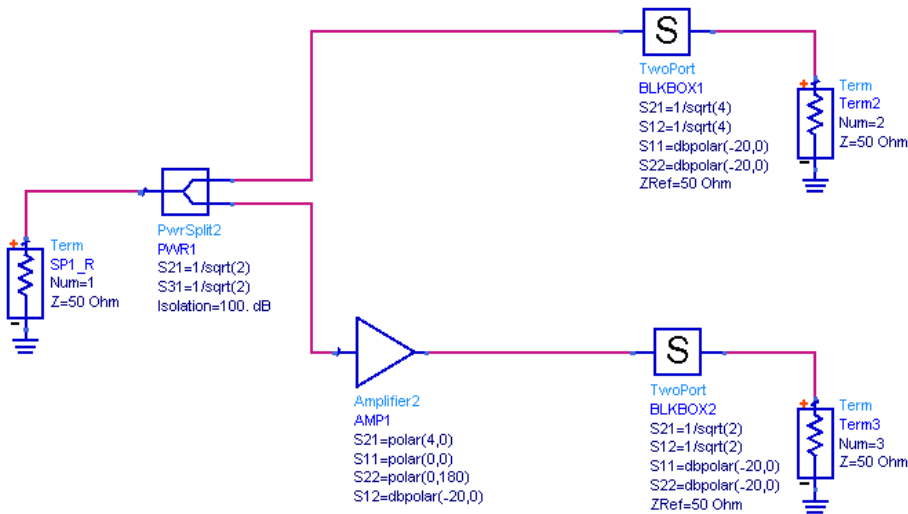 S
TwoPort
BLKBOX1
S21=1/sqrt(4)
S12=1/sqrt(4)
S11=dbpolar(-20,0)
S22=dbpolar(-20,0)
ZRef=50 Ohm
+
Term
Term2
Num=2
Z=50 Ohm
-
+
Term
SP1_R
Num=1
Z=50 Ohm
-
PwrSplit2
PWR1
S21=1/sqrt(2)
S31=1/sqrt(2)
Isolation=100. dB
Amplifier2
AMP1
S21=polar(4,0)
S11=polar(0,0)
S22=polar(0,180)
S12=dbpolar(-20,0)
S
TwoPort
BLKBOX2
S21=1/sqrt(2)
S12=1/sqrt(2)
S11=dbpolar(-20,0)
S22=dbpolar(-20,0)
ZRef=50 Ohm
+
Term
Term3
Num=3
Z=50 Ohm
-